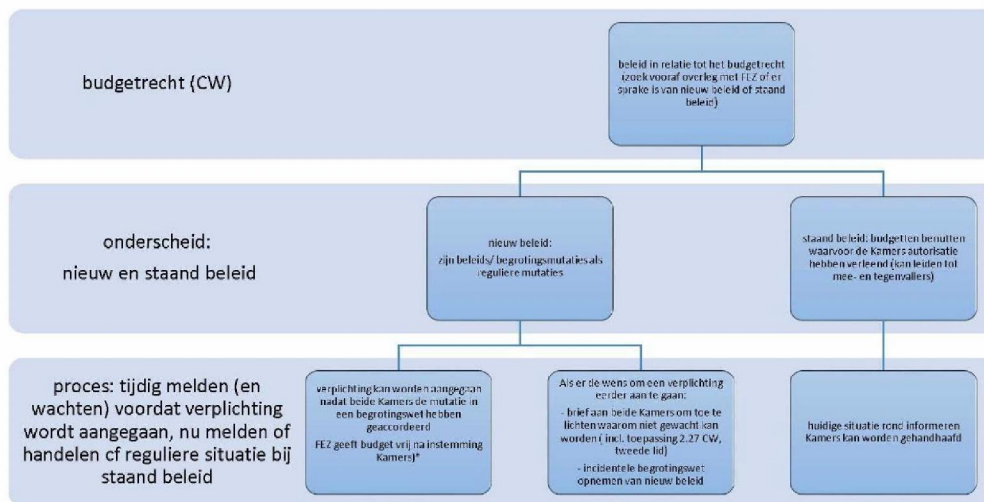 budgetrecht (CW)
beleid in relatie tot het budgetrecht
(zoek vooraf overleg met FEZ of er
sprake is van nieuw beleid of staand
beleid)
onderscheid:
nieuw en staand beleid
nieuw beleid:
zijn beleids/ begrotingsmutaties als
reguliere mutaties
staand beleid: budgetten benutten
waarvoor de Kamers autorisatie
hebben verleend (kan leiden tot
mee- en tegenvallers)
proces: tijdig melden (en
wachten) voordat verplichting
wordt aangegaan, nu melden of
handelen cf reguliere situatie bij
staand beleid
verplichting kan worden aangegaan
nadat beide Kamers de mutatie in
een begrotingswet hebben
geaccordeerd
FEZ geeft budget vrij na instemming
Kamers)*
Als er de wens om een verplichting
eerder aan te gaan:
- brief aan beide Kamers om toe te
lichten waarom niet gewacht kan
worden ( incl. toepassing 2.27 CW,
tweede lid)
- incidentele begrotingswet
opnemen van nieuw beleid
huidige situatie rond informeren
Kamers kan worden gehandhaafd